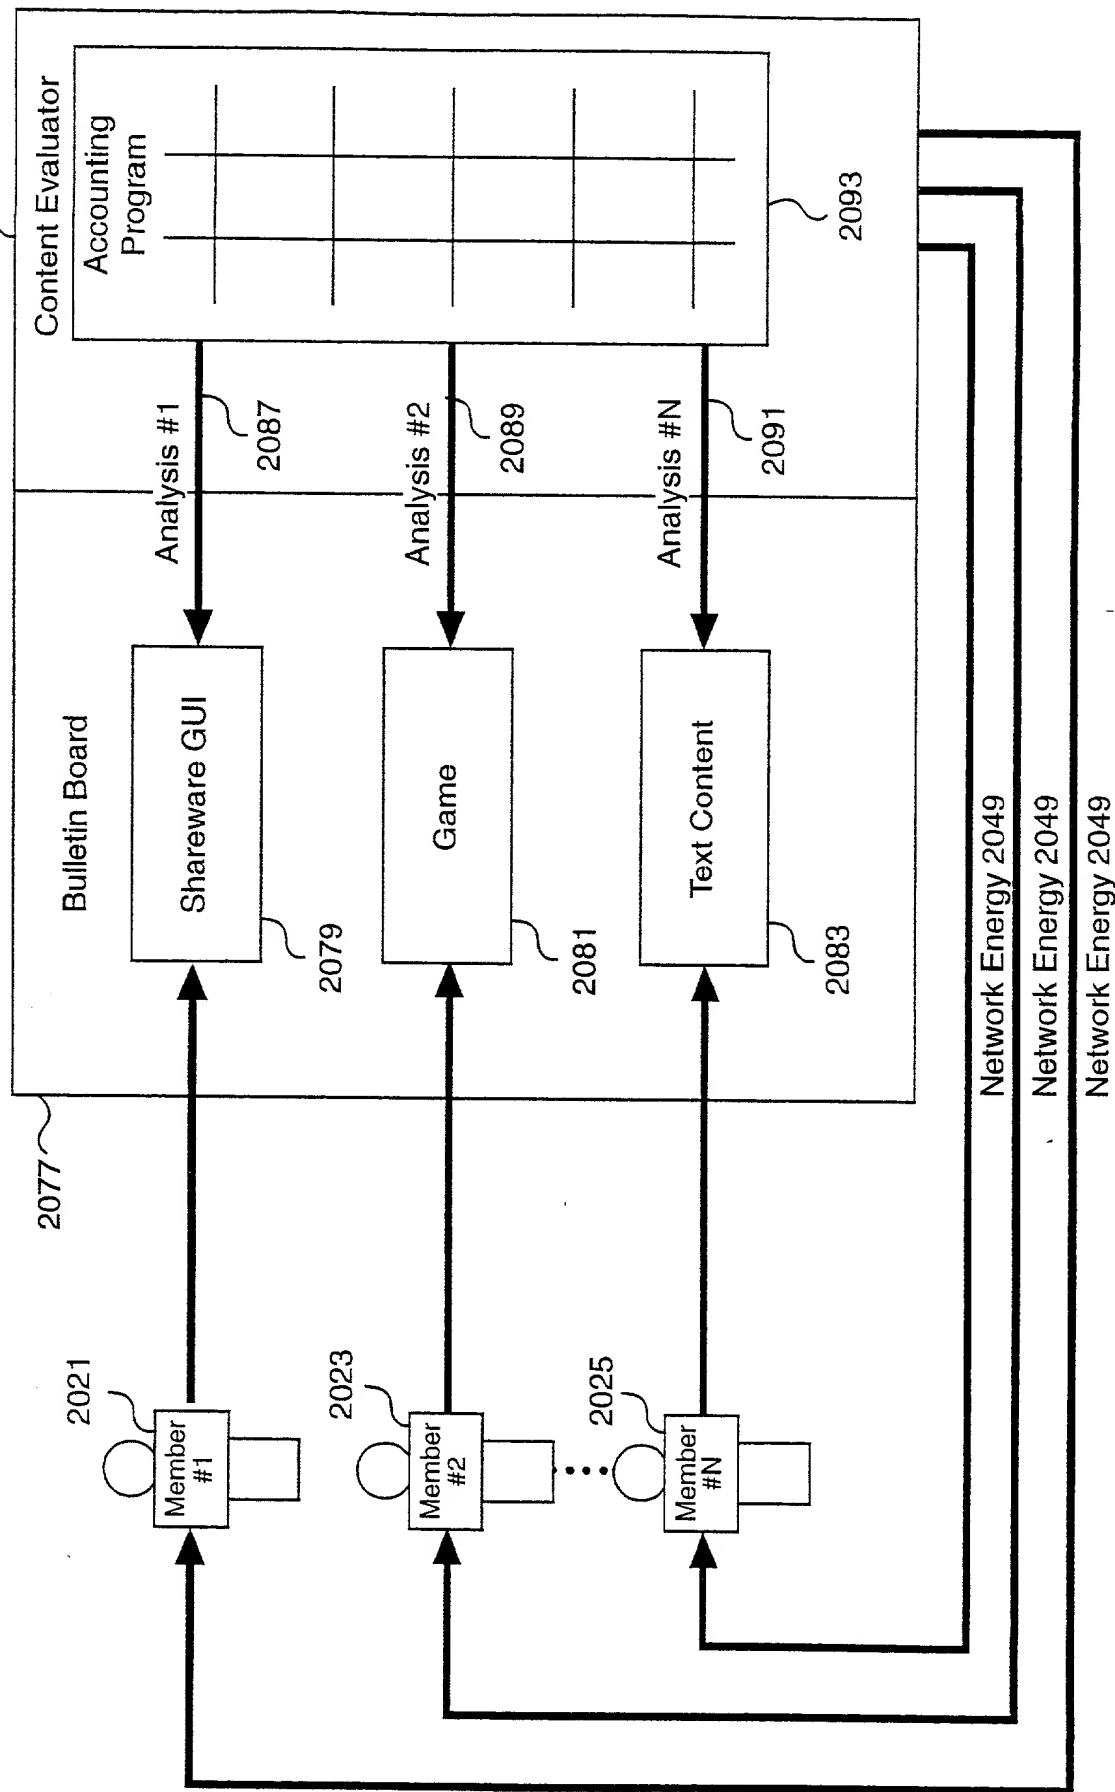 2077
Bulletin Board
Content Evaluator
Accounting
Program
2021
Member
#1
Shareware GUI
2079
Analysis #1
2087
2023
Member
#2
Game
2081
Analysis #2
2089
2025
Member
#N
Text Content
2083
Analysis #N
2091
2093
Network Energy 2049
Network Energy 2049
Network Energy 2049